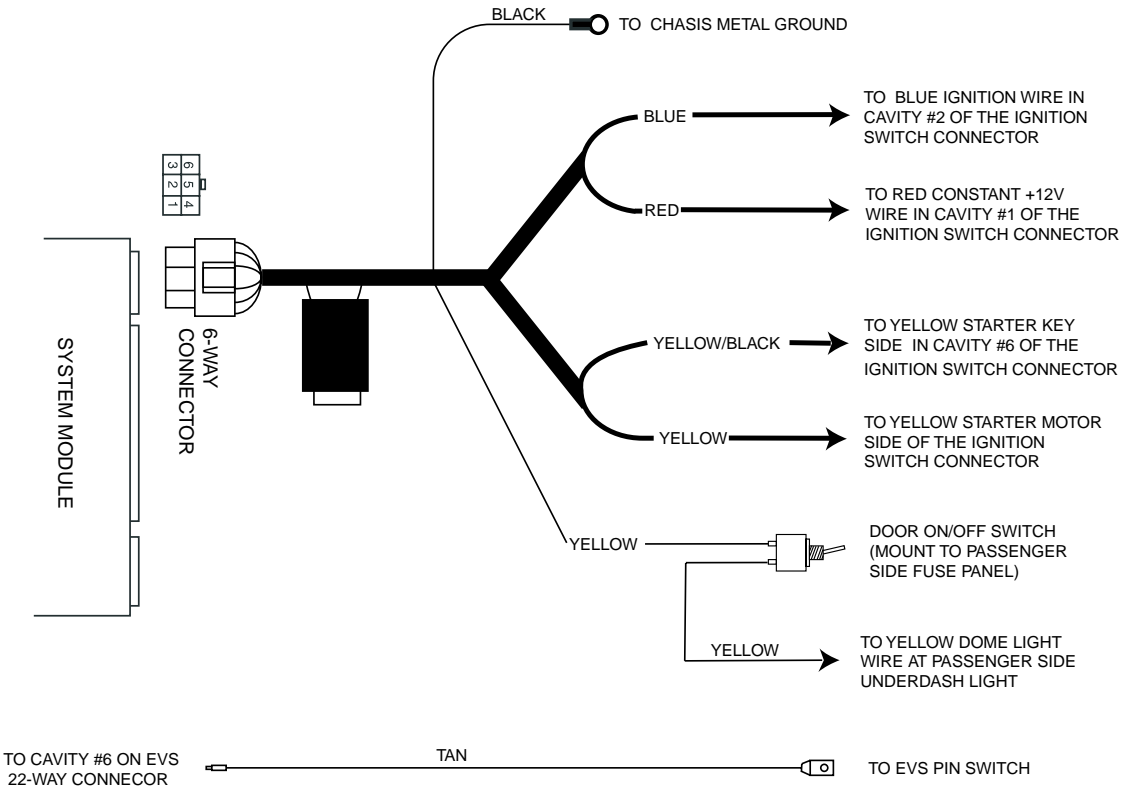 BLACK
TO CHASIS METAL GROUND
BLUE
TO BLUE IGNITION WIRE IN
CAVITY #2 OF THE IGNITION
SWITCH CONNECTOR
3 6
2 5
1 4
RED
TO RED CONSTANT +12V
WIRE IN CAVITY #1 OF THE
IGNITION SWITCH CONNECTOR
SYSTEM MODULE
6-WAY
CONNECTOR
YELLOW/BLACK
TO YELLOW STARTER KEY
SIDE IN CAVITY #6 OF THE
IGNITION SWITCH CONNECTOR
YELLOW
TO YELLOW STARTER MOTOR
SIDE OF THE IGNITION
SWITCH CONNECTOR
YELLOW
DOOR ON/OFF SWITCH
(MOUNT TO PASSENGER
SIDE FUSE PANEL)
YELLOW
TO YELLOW DOME LIGHT
WIRE AT PASSENGER SIDE
UNDERDASH LIGHT
TO CAVITY #6 ON EVS
22-WAY CONNECOR
TAN
TO EVS PIN SWITCH